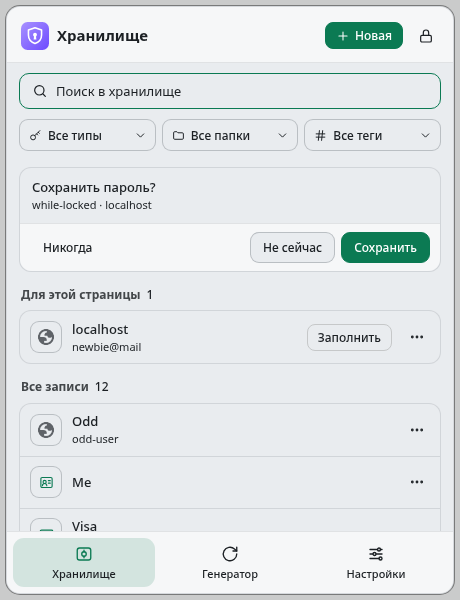 Хранилище
Новая
Поиск в хранилище
Все типы
Все папки
Все теги
Сохранить пароль?
while-locked · localhost
Никогда
Не сейчас
Сохранить
Для этой страницы 1
localhost
newbie@mail
Заполнить
Все записи 12
Odd
odd-user
Me
Visa
Хранилище
Генератор
Настройки